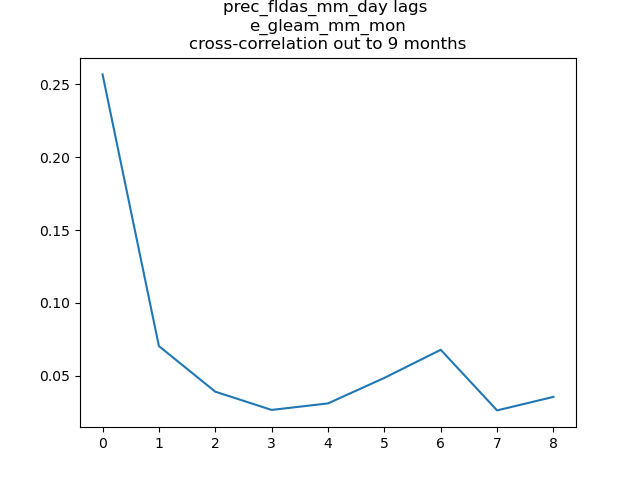 prec_fldas_mm_day lags
e_gleam_mm_mon
cross-correlation out to 9 months
0.25
0.20
0.15
0.10
0.05
0 1 2 3 4 5 6 7 8